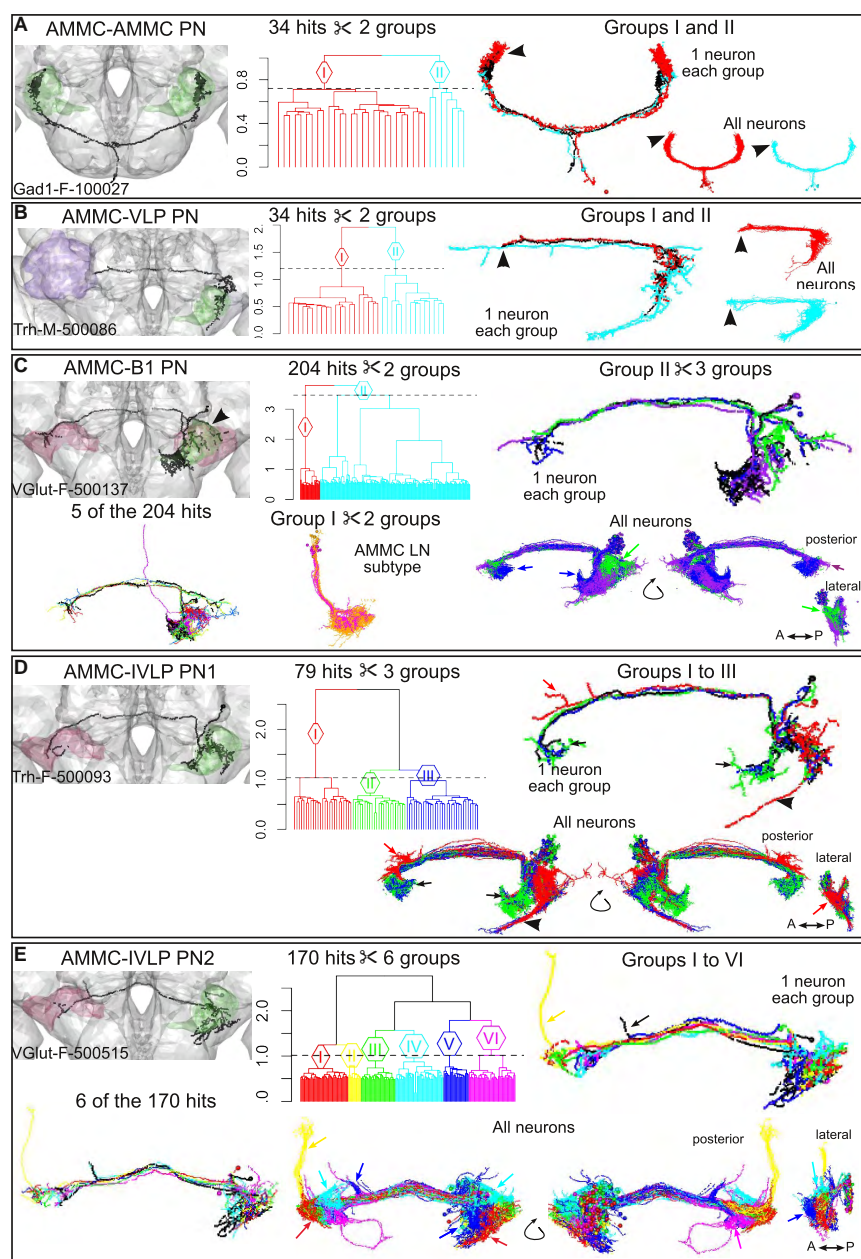 A
AMMC-AMMC PN
34 hits ✂ 2 groups
Groups I and II
1 neuron
each group
I
II
0.8
0.4
0.0
All neurons
Gad1-F-100027
B
AMMC-VLP PN
34 hits ✂ 2 groups
Groups I and II
2.
1.5
1.0
0.5
I
II
1 neuron
each group
All
neurons
Trh-M-500086
C
AMMC-B1 PN
204 hits ✂ 2 groups
Group II ✂ 3 groups
I
II
3
2
1
0
1 neuron
each group
VGlut-F-500137
5 of the 204 hits
Group I ✂ 2 groups
AMMC LN
subtype
All neurons
posterior
lateral
A
P
D
AMMC-IVLP PN1
79 hits ✂ 3 groups
Groups I to III
2.0
1.0
0.0
I
II
III
1 neuron
each group
Trh-F-500093
All neurons
posterior
lateral
A
P
E
AMMC-IVLP PN2
170 hits ✂ 6 groups
Groups I to VI
2.0
1.0
.0
I
II
III
IV
V
VI
1 neuron
each group
VGlut-F-500515
6 of the 170 hits
All neurons
posterior
lateral
A
P